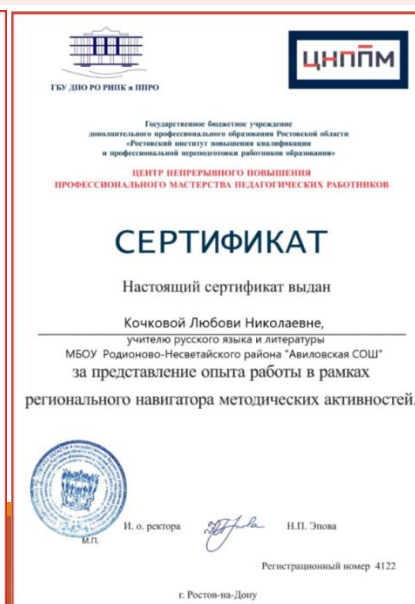 ГБУ ДПО РО РИПК и ППРО
ЦНППМ
Государственное бюджетное учреждение
дополнительного профессионального образования Ростовской области
«Ростовский институт повышения квалификации
и профессиональной переподготовки работников образования»
ЦЕНТР НЕПРЕРЫВНОГО ПОВЫШЕНИЯ
ПРОФЕССИОНАЛЬНОГО МАСТЕРСТВА ПЕДАГОГИЧЕСКИХ РАБОТНИКОВ
СЕРТИФИКАТ
Настоящий сертификат выдан
Кочковой Любови Николаевне,
учителю русского языка и литературы
МБОУ Родионово-Несветайского района "Авиловская СОШ"
за представление опыта работы в рамках
регионального навигатора методических активностей.
И. о. ректора Н.П. Эпова
М.П.
Регистрационный номер 4122
г. Ростов-на-Дону